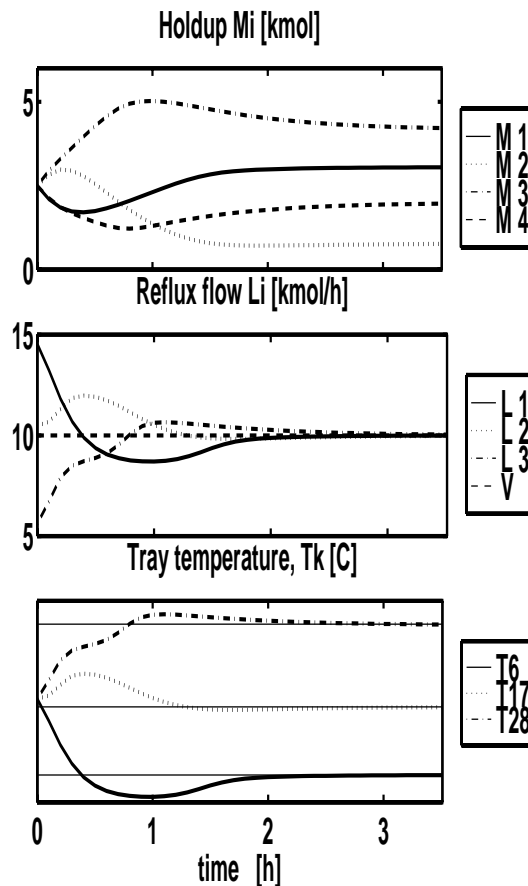 Holdup Mi [kmol]
5
0
M 1
M 2
M 3
M 4
Reflux flow Li [kmol/h]
15
10
5
L 1
L 2
L 3
V
Tray temperature, Tk [C]
T6
T17
T28
0 1 2 3
time [h]